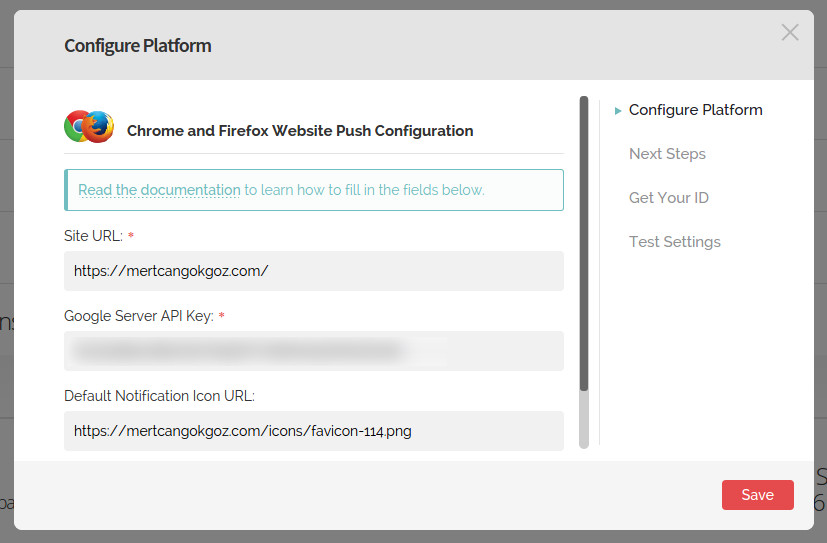 Configure Platform
Chrome and Firefox Website Push Configuration
Read the documentation to learn how to fill in the fields below.
Site URL: *
https://mertcangokgoz.com/
Google Server API Key: *
Default Notification Icon URL:
https://mertcangokgoz.com/icons/favicon-114.png
Configure Platform
Next Steps
Get Your ID
Test Settings
Save